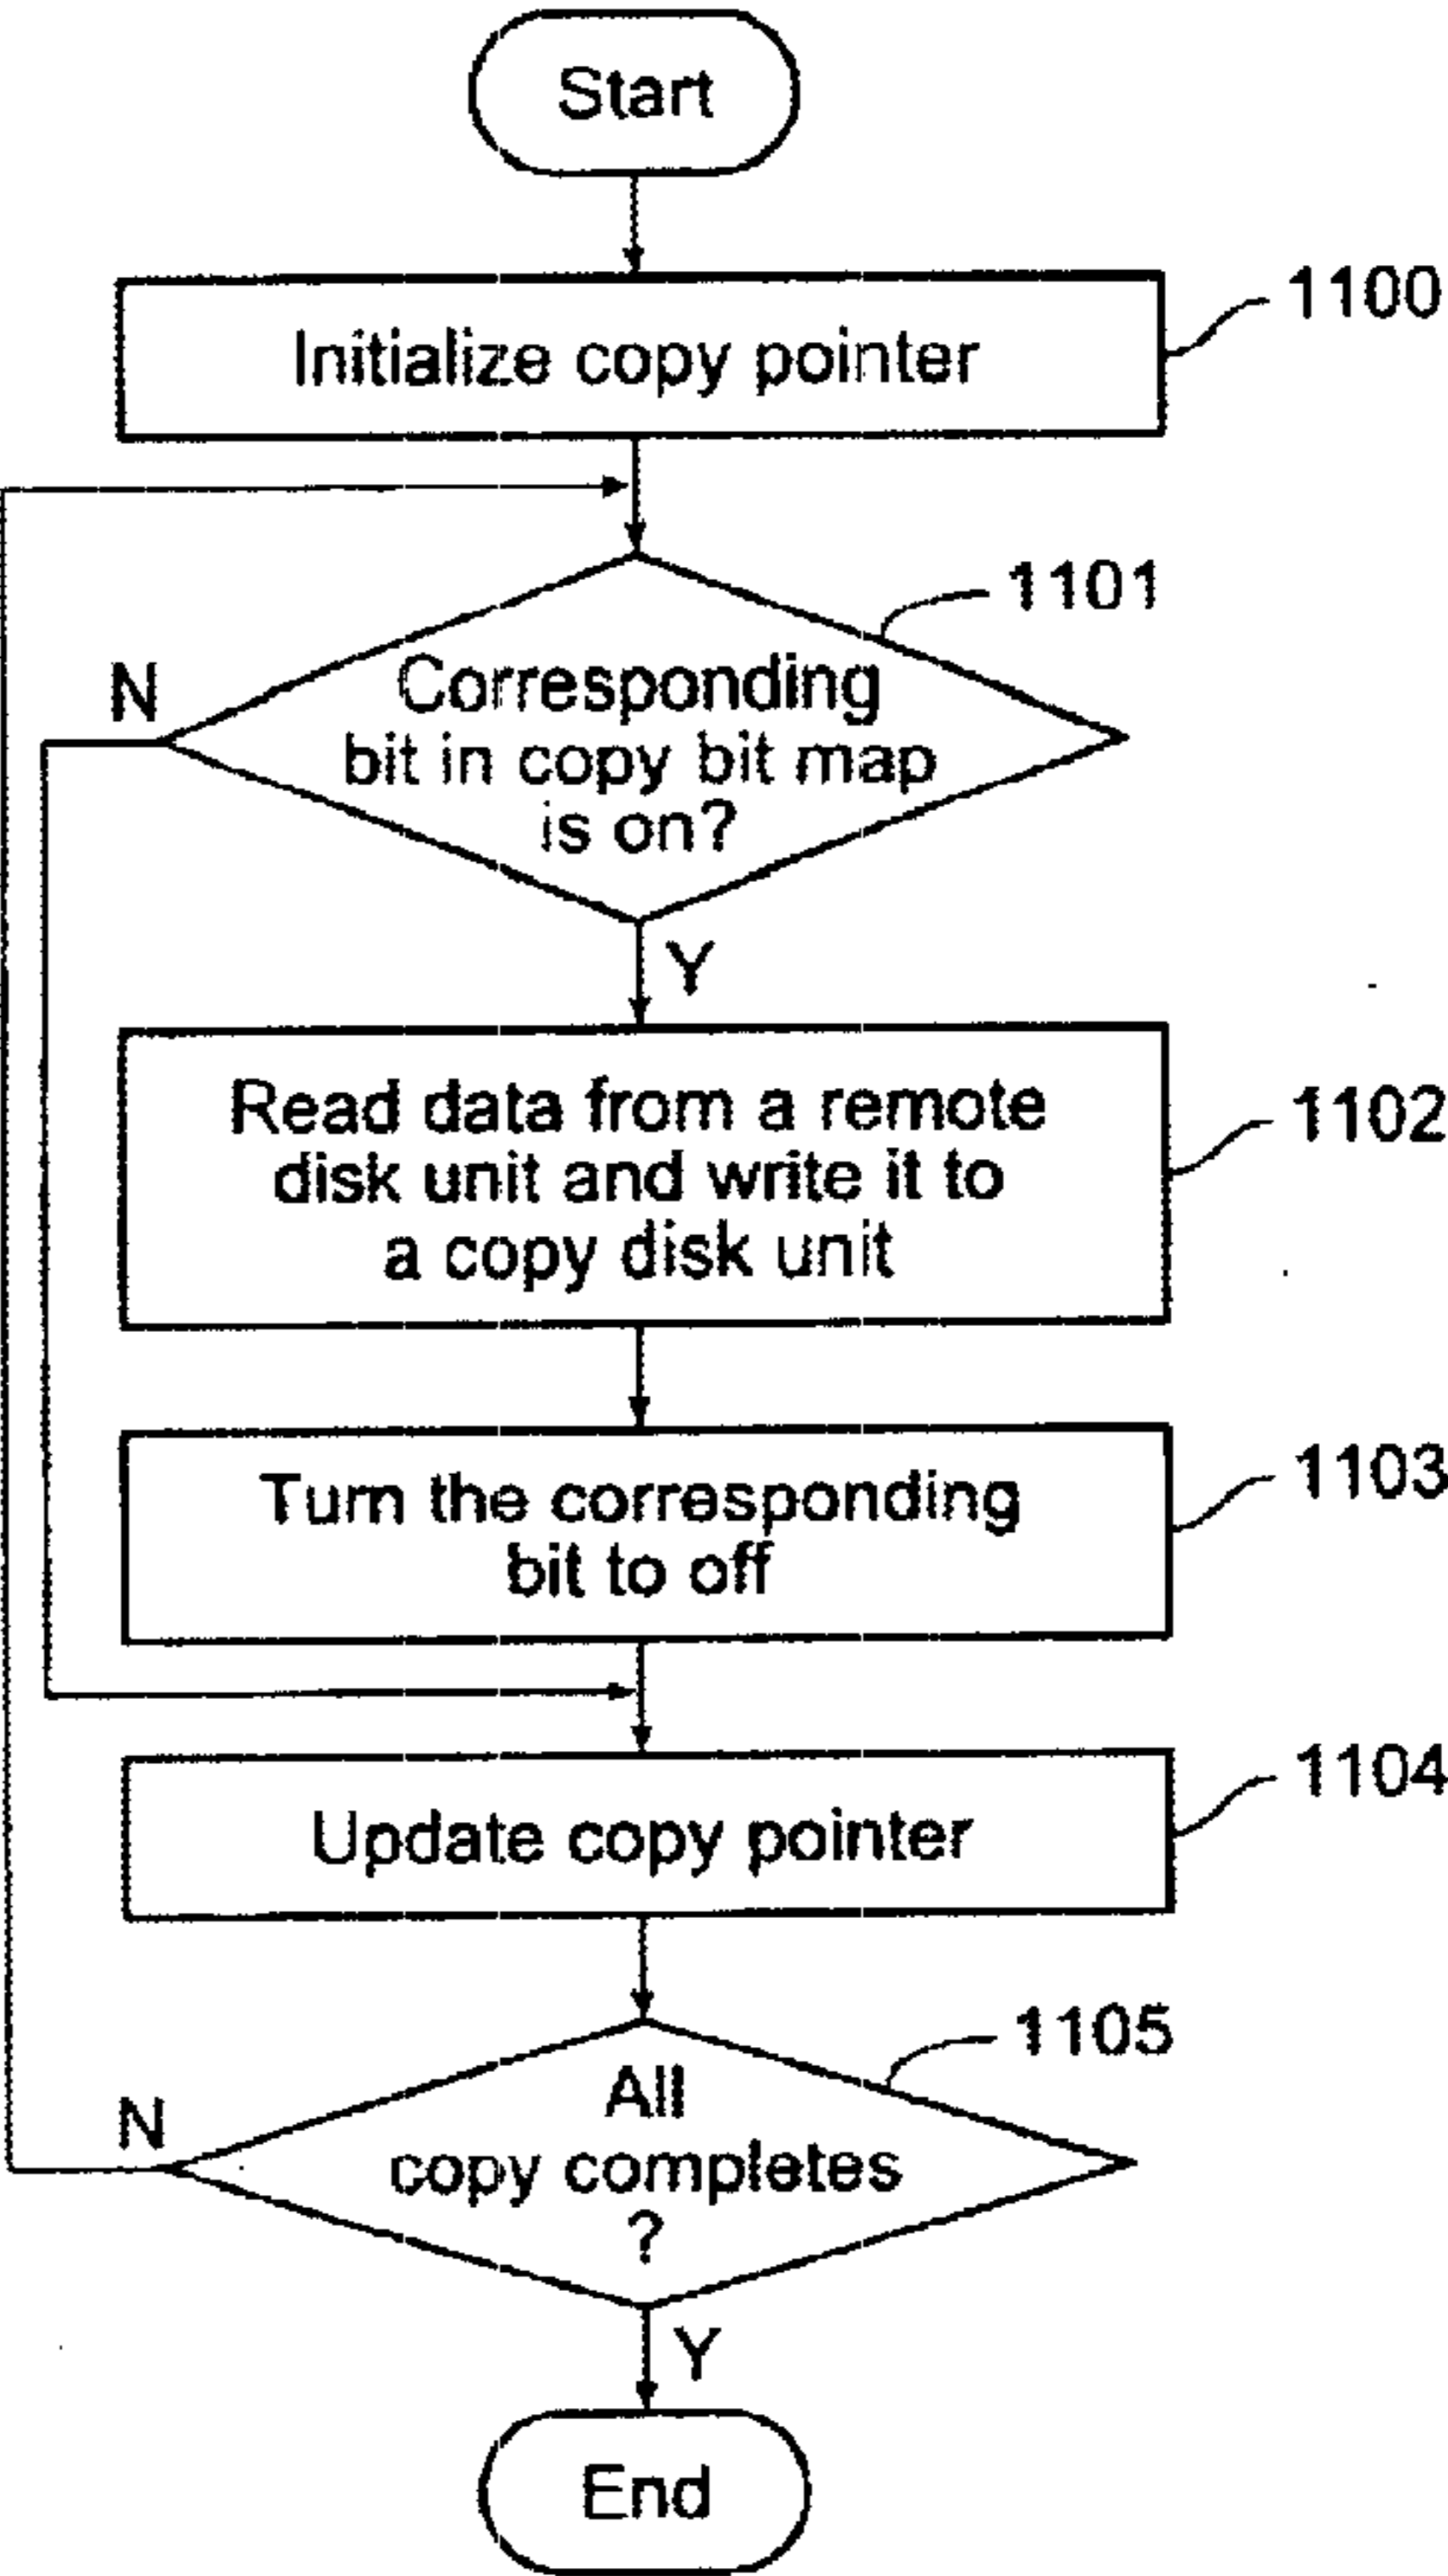 Start
Initialize copy pointer
1100
1101
Corresponding
bit in copy bit map
is on?
N
Y
Read data from a remote
disk unit and write it to
a copy disk unit
1102
Turn the corresponding
bit to off
1103
Update copy pointer
1104
1105
All
copy completes
?
N
Y
End